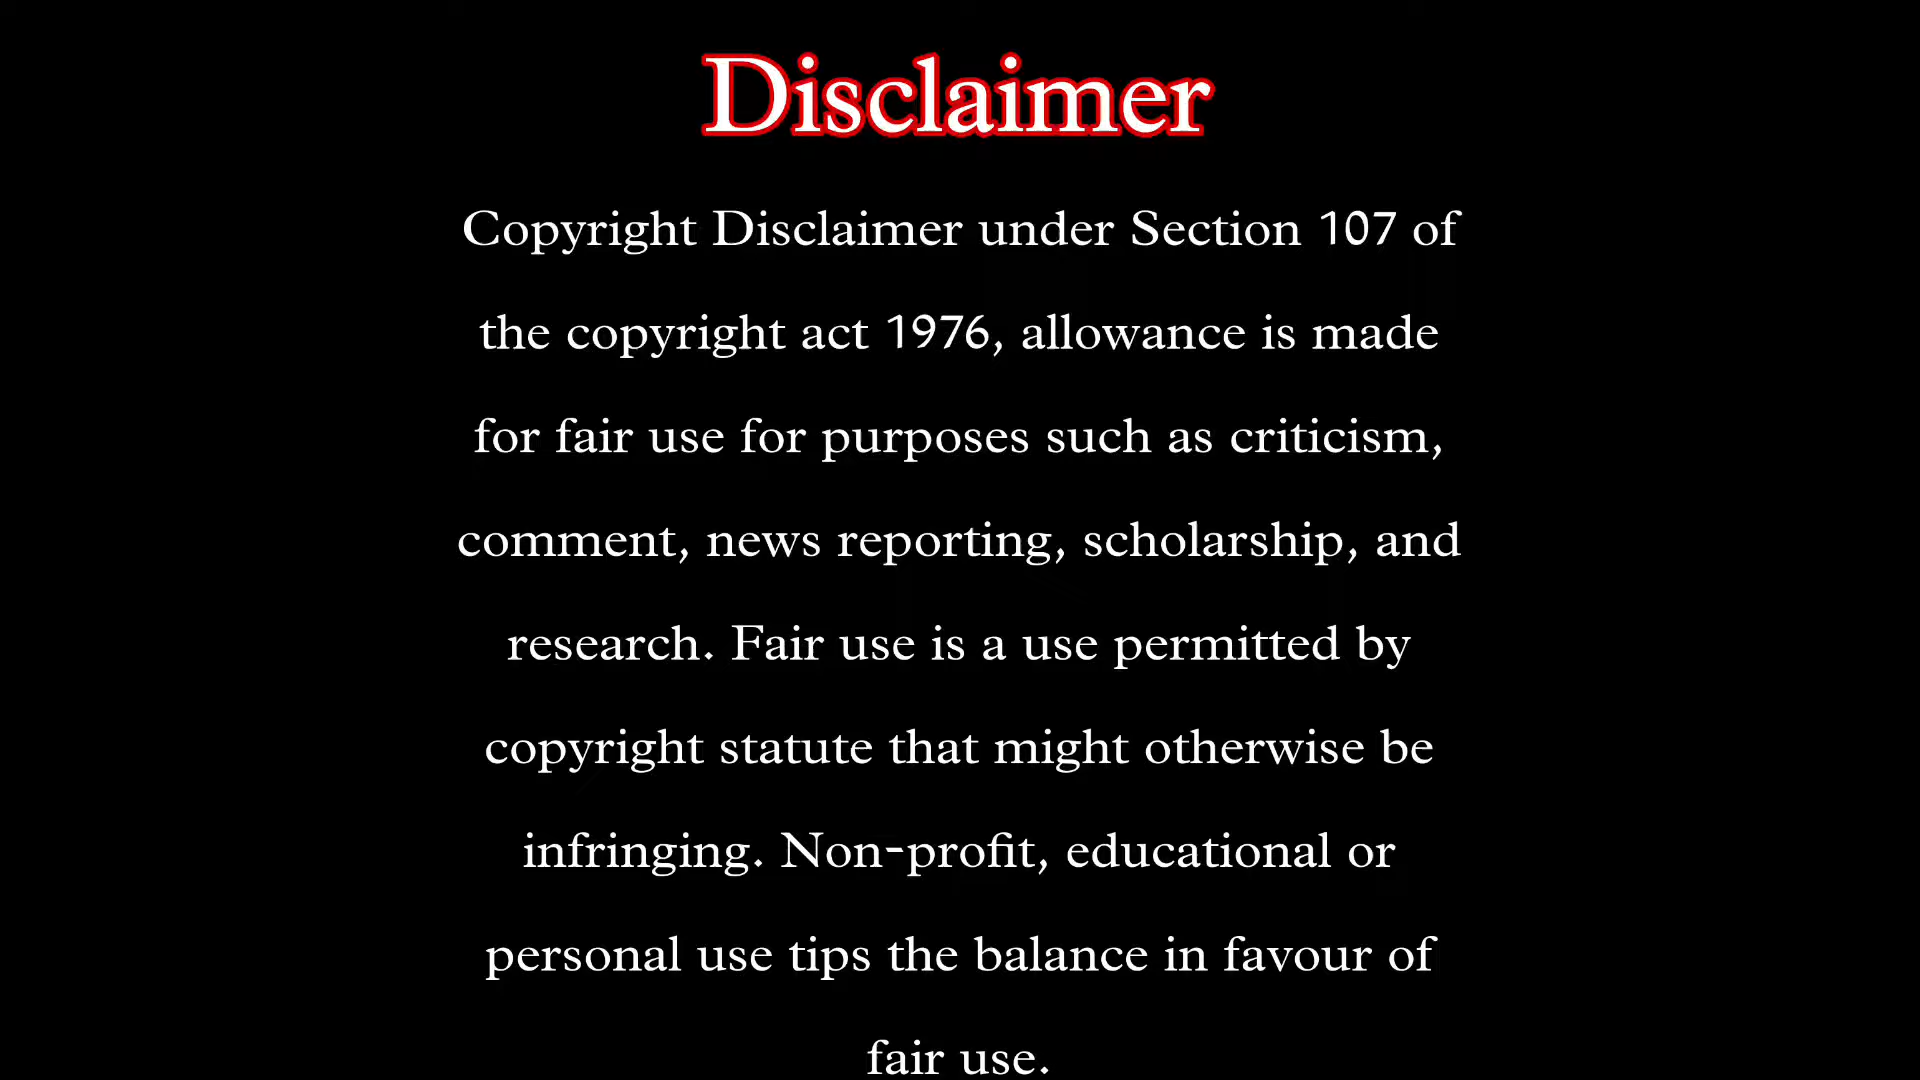 Disclaimer
Copyright Disclaimer under Section 107 of
the copyright act 1976, allowance is made
for fair use for purposes such as criticism,
comment, news reporting, scholarship, and
research. Fair use is a use permitted by
copyright statute that might otherwise be
infringing. Non-profit, educational or
personal use tips the balance in favour of
fair use.